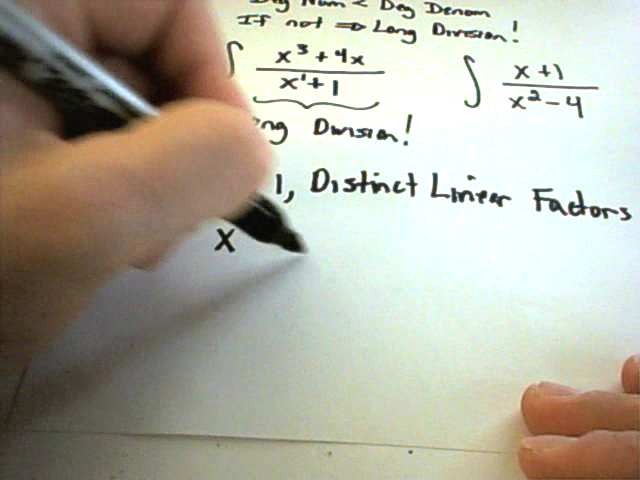 Deg Num < Deg Denom
If not ⇒ Long Division!
∫ x³ + 4x / x¹ + 1
∫ x + 1 / x² - 4
Division!
1, Distinct Linear Factors
x